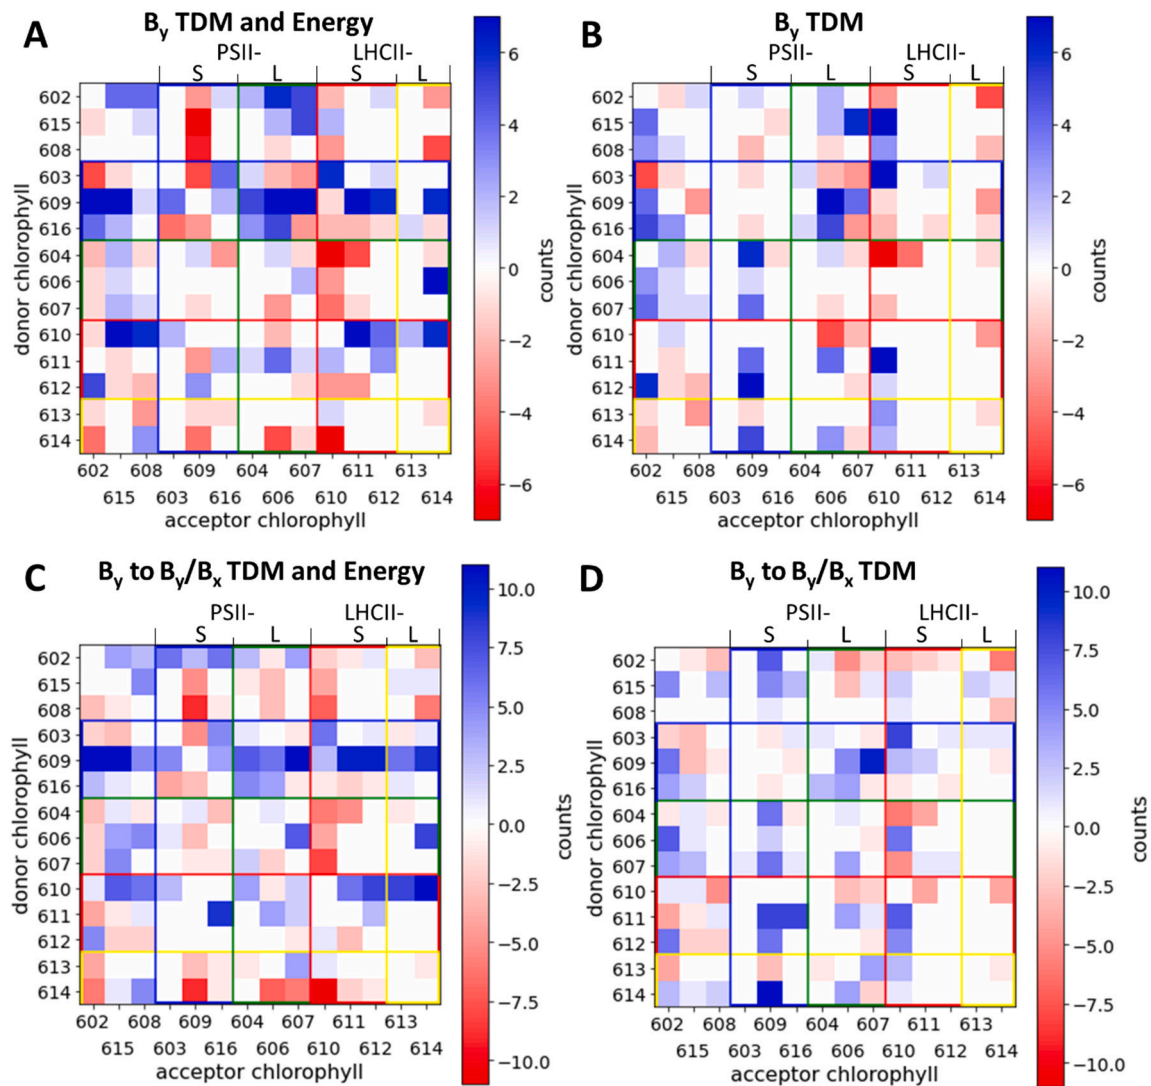 A
B
By TDM and Energy
By TDM
PSII-
LHCII-
S
L
S
L
PSII-
LHCII-
S
L
S
L
donor chlorophyll
602
615
608
603
609
616
604
606
607
610
611
612
613
614
602 608 609 604 607 611 613
615 603 616 606 610 612 614
acceptor chlorophyll
6
4
2
0
−2
−4
−6
counts
donor chlorophyll
602
615
608
603
609
616
604
606
607
610
611
612
613
614
602 608 609 604 607 611 613
615 603 616 606 610 612 614
acceptor chlorophyll
6
4
2
0
−2
−4
−6
counts
C
D
By to By/Bx TDM and Energy
By to By/Bx TDM
PSII-
LHCII-
S
L
S
L
PSII-
LHCII-
S
L
S
L
donor chlorophyll
602
615
608
603
609
616
604
606
607
610
611
612
613
614
602 608 609 604 607 611 613
615 603 616 606 610 612 614
acceptor chlorophyll
10.0
7.5
5.0
2.5
0.0
−2.5
−5.0
−7.5
−10.0
counts
donor chlorophyll
602
615
608
603
609
616
604
606
607
610
611
612
613
614
602 608 609 604 607 611 613
615 603 616 606 610 612 614
acceptor chlorophyll
10.0
7.5
5.0
2.5
0.0
−2.5
−5.0
−7.5
−10.0
counts